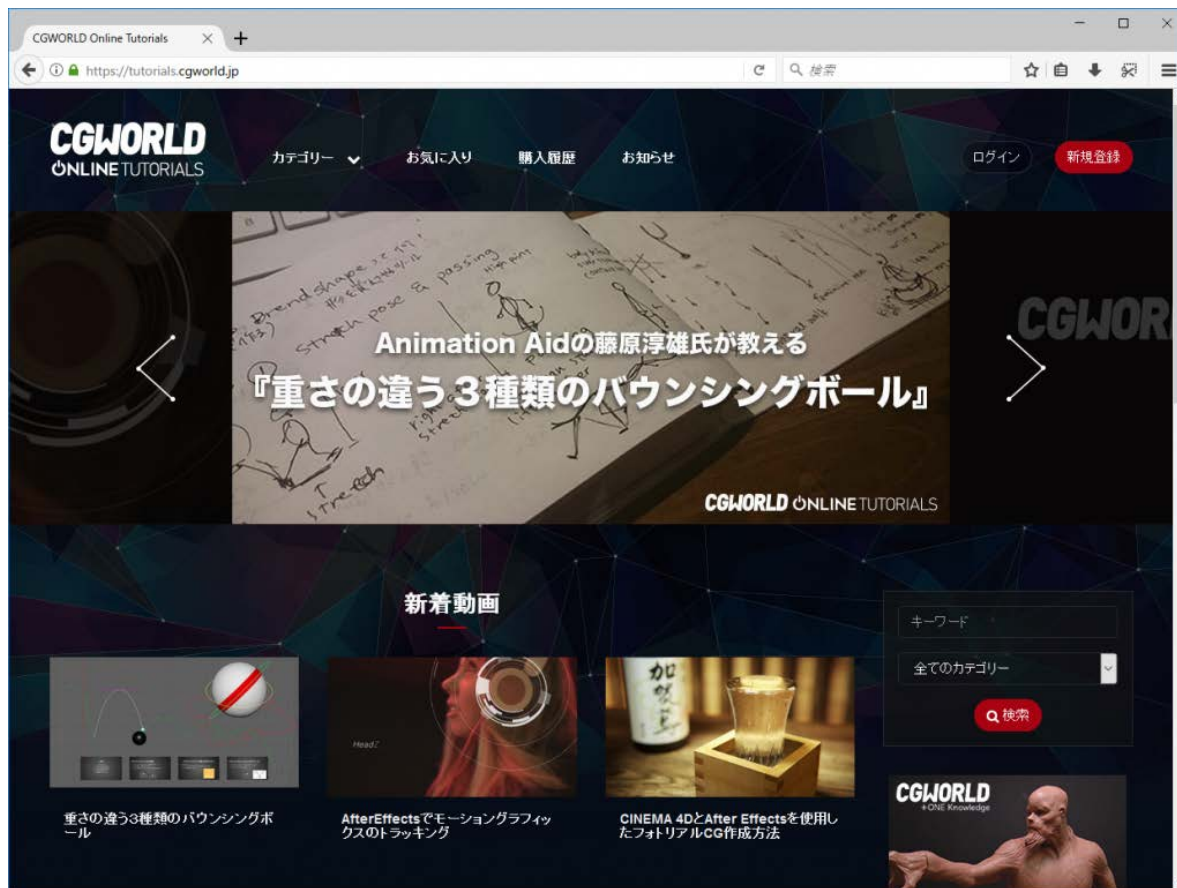 CGWORLD Online Tutorials
https://tutorials.cgworld.jp
検索
CGWORLD
ONLINE TUTORIALS
カテゴリー
お気に入り
購入履歴
お知らせ
ログイン
新規登録
stretch pose & passing
Animation Aidの藤原淳雄氏が教える
『重さの違う３種類のバウンシングボール』
stretch
CGWOR
CGWORLD ONLINE TUTORIALS
新着動画
キーワード
全てのカテゴリー
検索
重さの違う3種類のバウンシングボ
ール
AfterEffectsでモーショングラフィッ
クスのトラッキング
CINEMA 4DとAfter Effectsを使用し
たフォトリアルCG作成方法
CGWORLD
+ONE Knowledge